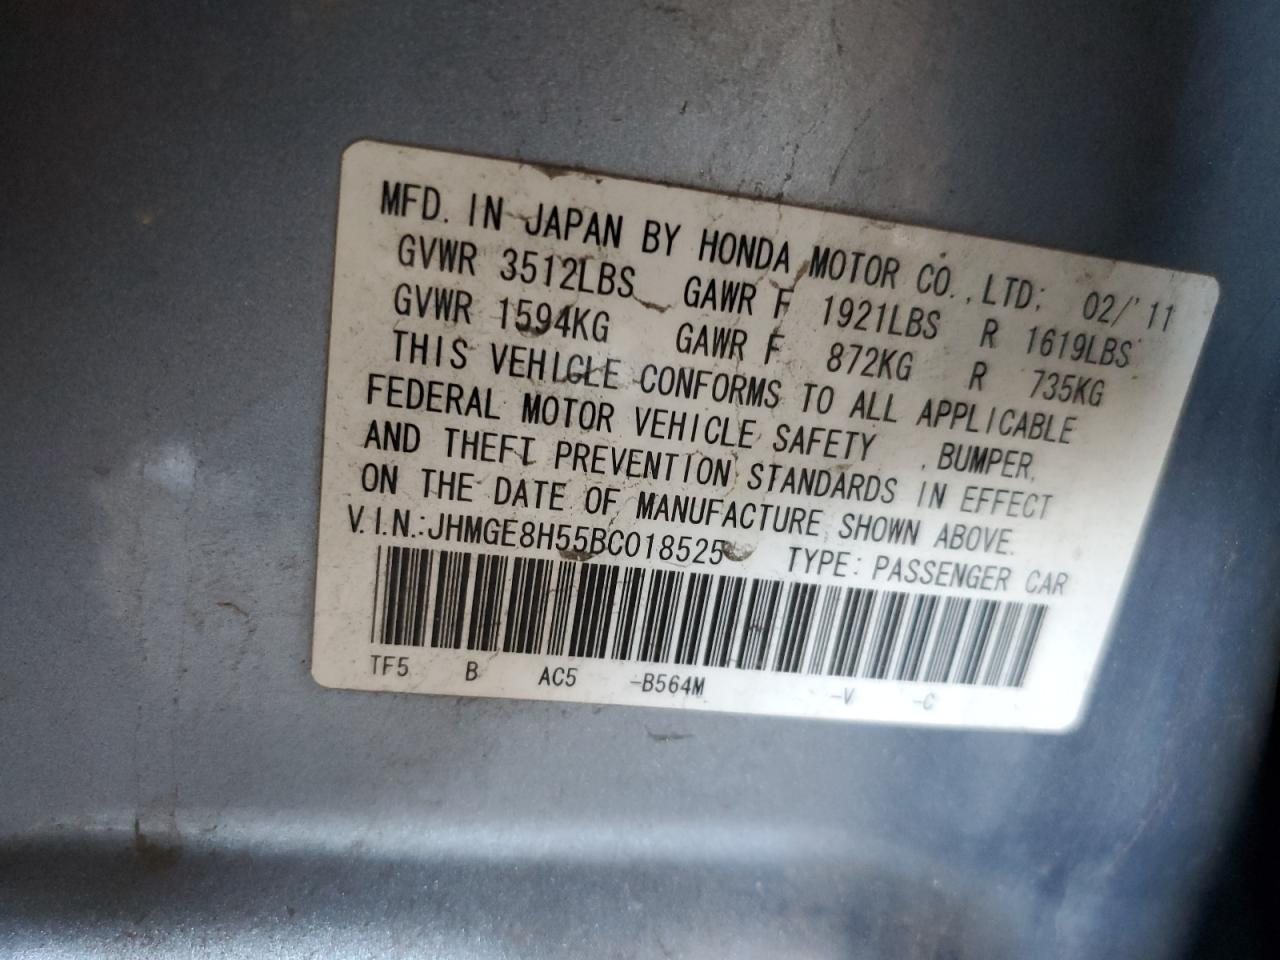 MFD. IN JAPAN BY HONDA MOTOR CO., LTD; 02/'11
GVWR 3512LBS GAWR F 1921LBS R 1619LBS
GVWR 1594KG GAWR F 872KG R 735KG
THIS VEHICLE CONFORMS TO ALL APPLICABLE
FEDERAL MOTOR VEHICLE SAFETY , BUMPER,
AND THEFT PREVENTION STANDARDS IN EFFECT
ON THE DATE OF MANUFACTURE SHOWN ABOVE.
V.I.N.:JHMGE8H55BC018525 TYPE: PASSENGER CAR
TF5 B AC5 -B564M -V -C